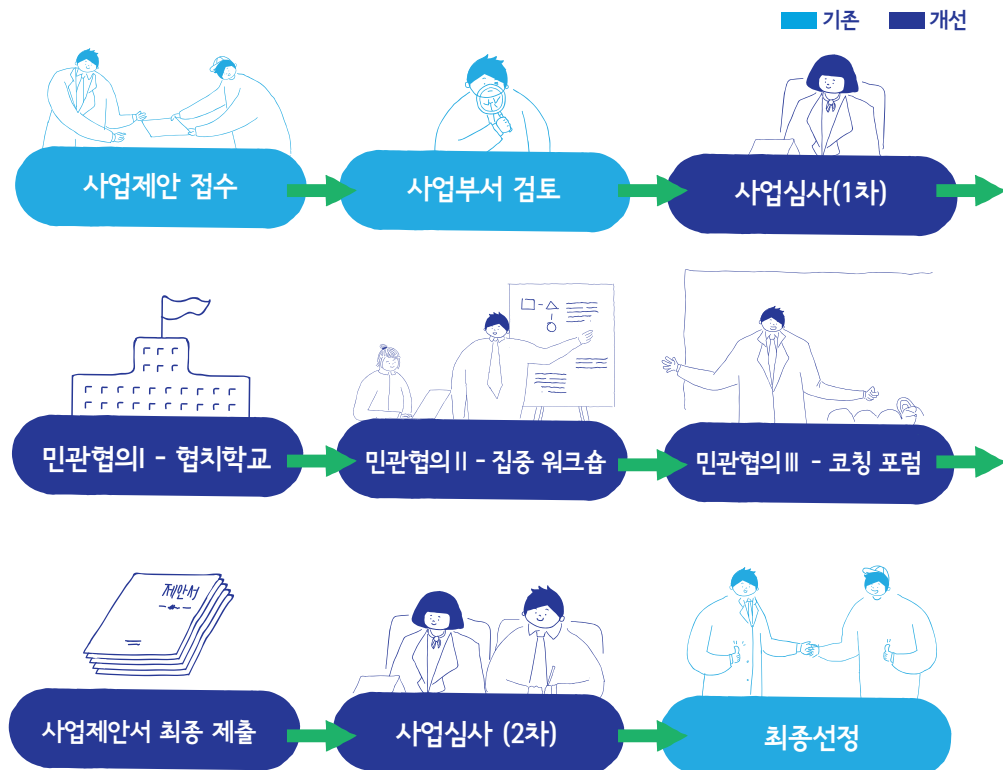 기존 개선
사업제안 접수
사업부서 검토
사업심사(1차)
민관협의Ⅰ - 협치학교
민관협의Ⅱ - 집중 워크숍
민관협의Ⅲ - 코칭 포럼
제안서
사업제안서 최종 제출
사업심사 (2차)
최종선정